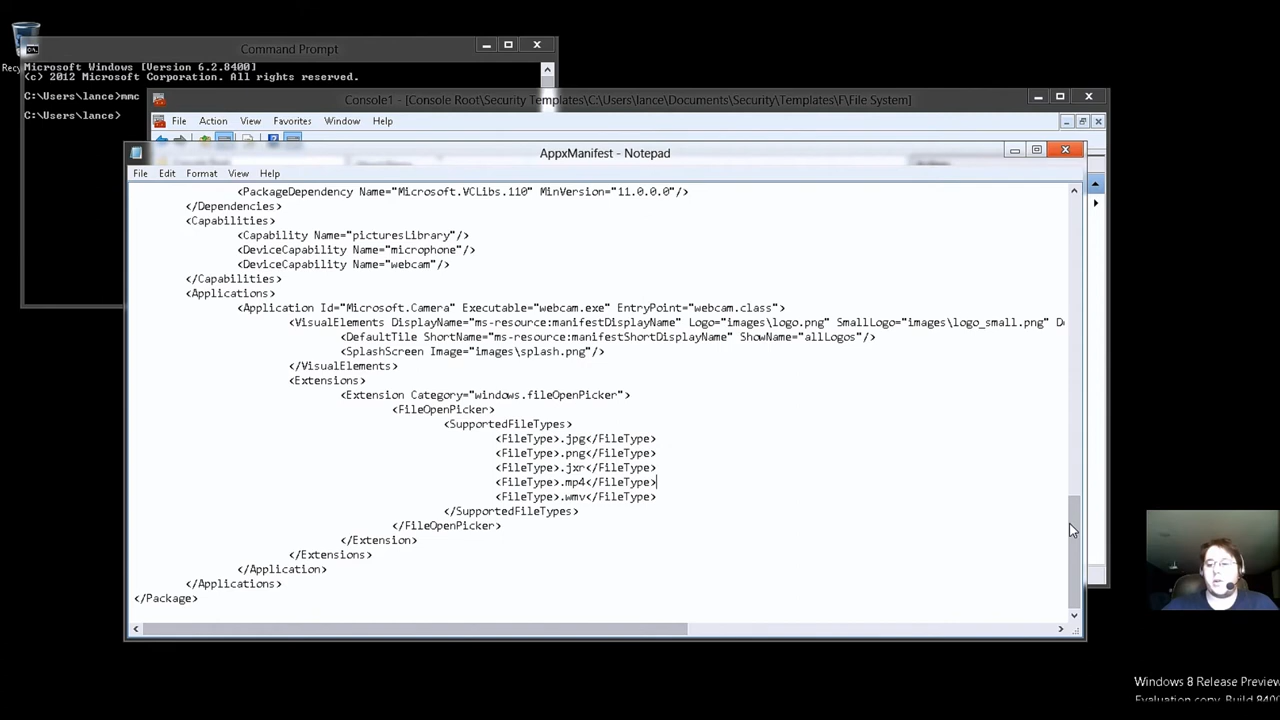 Command Prompt
Microsoft Windows [Version 6.2.8400]
(c) 2012 Microsoft Corporation. All rights reserved.
C:\Users\lance>mmc
C:\Users\lance>
Console1 - [Console Root\Security Templates\C:\Users\lance\Documents\Security\Templates\F\File System]
File Action View Favorites Window Help
AppxManifest - Notepad
File Edit Format View Help
<PackageDependency Name="Microsoft.VCLibs.110" MinVersion="11.0.0.0"/>
</Dependencies>
<Capabilities>
<Capability Name="picturesLibrary"/>
<DeviceCapability Name="microphone"/>
<DeviceCapability Name="webcam"/>
</Capabilities>
<Applications>
<Application Id="Microsoft.Camera" Executable="webcam.exe" EntryPoint="webcam.class">
<VisualElements DisplayName="ms-resource:manifestDisplayName" Logo="images\logo.png" SmallLogo="images\logo_small.png" D
<DefaultTile ShortName="ms-resource:manifestShortDisplayName" ShowName="allLogos"/>
<SplashScreen Image="images\splash.png"/>
</VisualElements>
<Extensions>
<Extension Category="windows.fileOpenPicker">
<FileOpenPicker>
<SupportedFileTypes>
<FileType>.jpg</FileType>
<FileType>.png</FileType>
<FileType>.jxr</FileType>
<FileType>.mp4</FileType>
<FileType>.wmv</FileType>
</SupportedFileTypes>
</FileOpenPicker>
</Extension>
</Extensions>
</Application>
</Applications>
</Package>
Windows 8 Release Preview
Evaluation copy. Build 8400